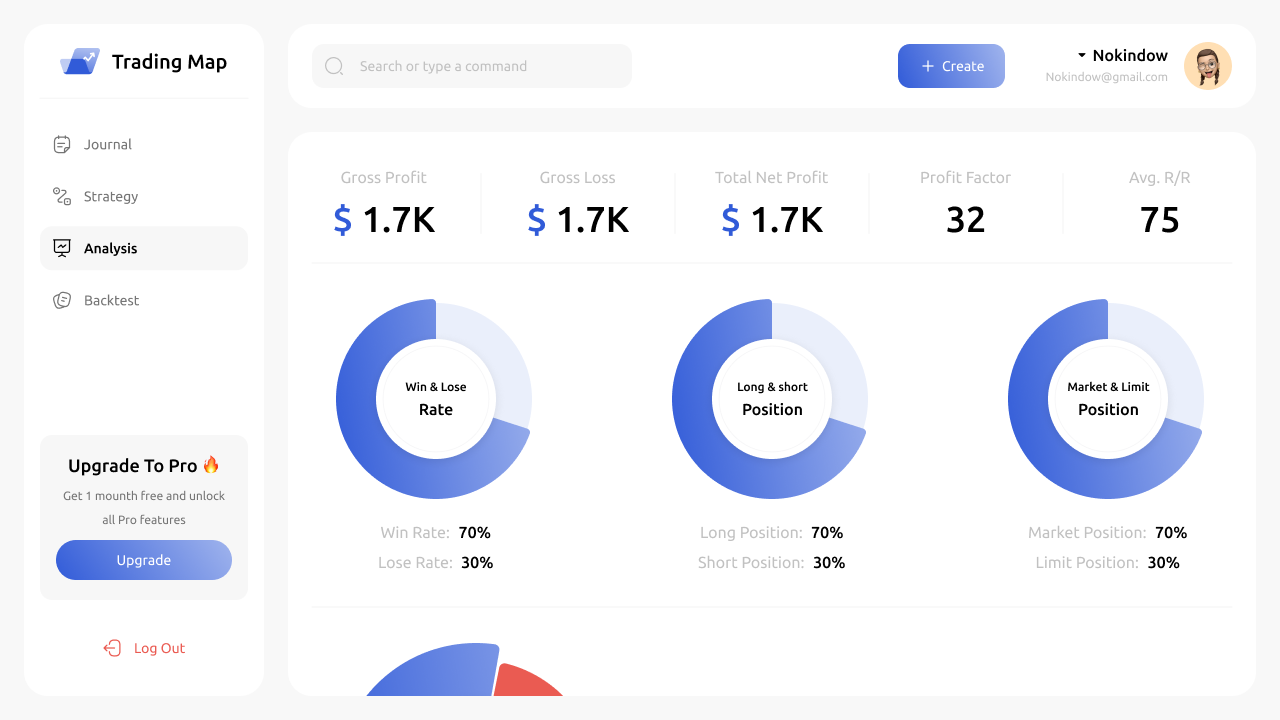 Trading Map
Journal
Strategy
Analysis
Backtest
Upgrade To Pro 🔥
Get 1 mounth free and unlock
all Pro features
Upgrade
Log Out
Search or type a command
+ Create
Nokindow
Nokindow@gmail.com
Gross Profit
$ 1.7K
Gross Loss
$ 1.7K
Total Net Profit
$ 1.7K
Profit Factor
32
Avg. R/R
75
Win & Lose
Rate
Win Rate: 70%
Lose Rate: 30%
Long & short
Position
Long Position: 70%
Short Position: 30%
Market & Limit
Position
Market Position: 70%
Limit Position: 30%